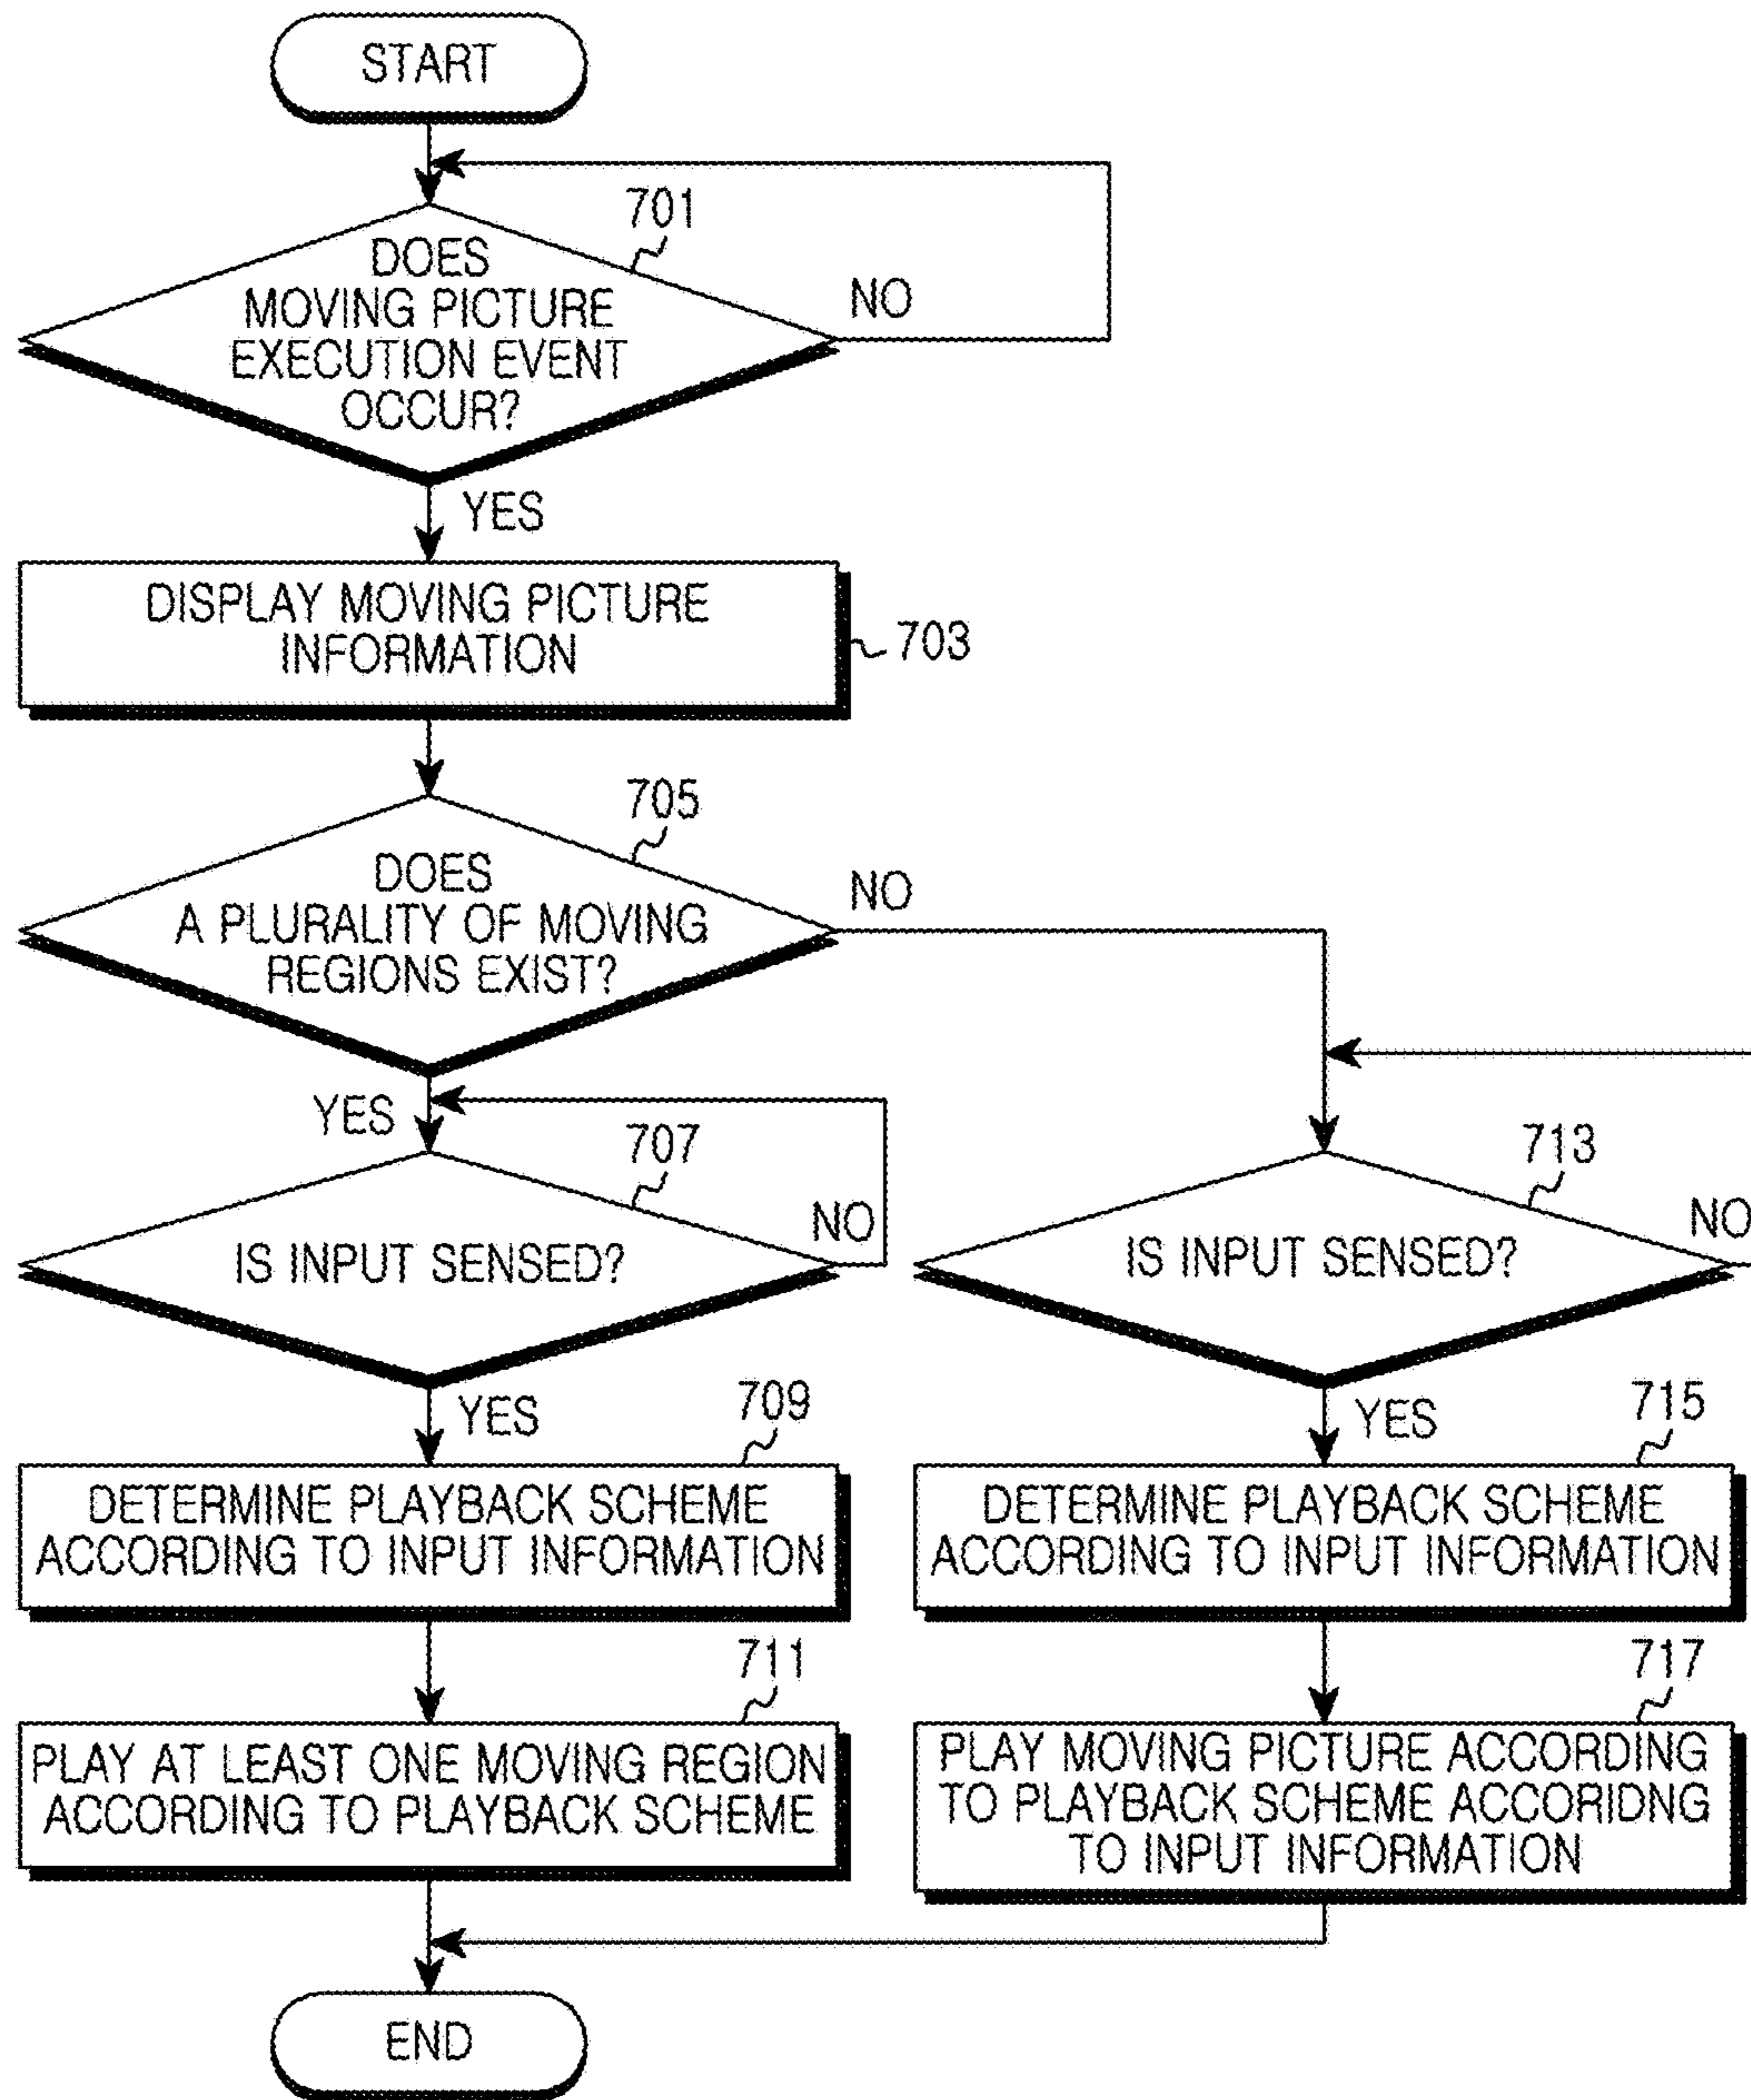 START
701
DOES
MOVING PICTURE
EXECUTION EVENT
OCCUR?
NO
YES
DISPLAY MOVING PICTURE
INFORMATION
703
705
DOES
A PLURALITY OF MOVING
REGIONS EXIST?
NO
YES
707
IS INPUT SENSED?
NO
YES
709
DETERMINE PLAYBACK SCHEME
ACCORDING TO INPUT INFORMATION
711
PLAY AT LEAST ONE MOVING REGION
ACCORDING TO PLAYBACK SCHEME
713
IS INPUT SENSED?
NO
YES
715
DETERMINE PLAYBACK SCHEME
ACCORDING TO INPUT INFORMATION
717
PLAY MOVING PICTURE ACCORDING
TO PLAYBACK SCHEME ACCORIDNG
TO INPUT INFORMATION
END